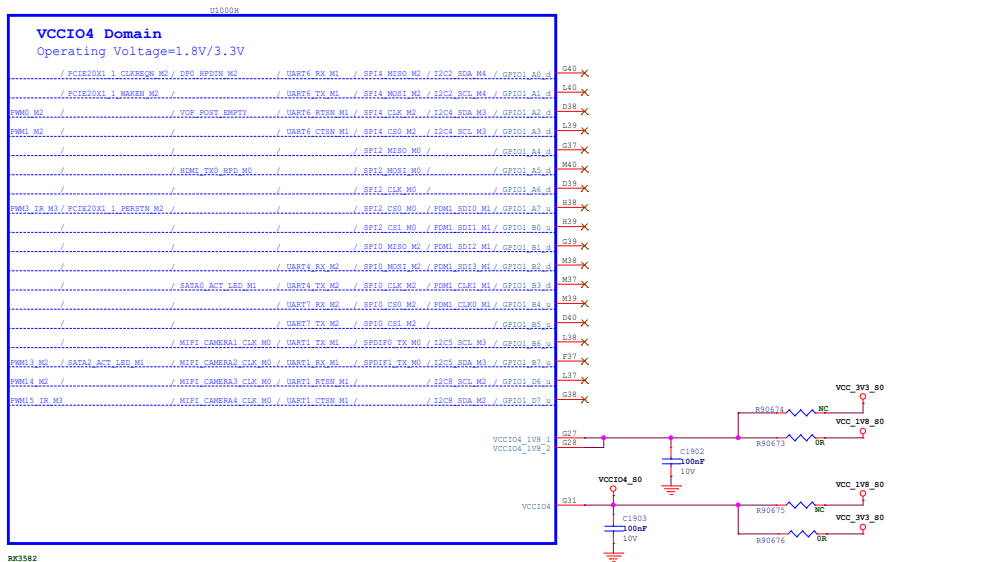 U1000H
VCCIO4 Domain
Operating Voltage=1.8V/3.3V
/ PCIE20X1_1_CLKREQN_M2 / DP0_HPDIN_M2 / UART6_RX_M1 / SPI4_MISO_M2 / I2C2_SDA_M4 / GPIO1_A0_d G40
/ PCIE20X1_1_WAKEN_M2 / / UART6_TX_M1 / SPI4_MOSI_M2 / I2C2_SCL_M4 / GPIO1_A1_d L40
PWM0_M2 / / VOP_POST_EMPTY / UART6_RTSN_M1 / SPI4_CLK_M2 / I2C4_SDA_M3 / GPIO1_A2_d D38
PWM1_M2 / / / UART6_CTSN_M1 / SPI4_CS0_M2 / I2C4_SCL_M3 / GPIO1_A3_d L39
/ / / / SPI2_MISO_M0 / / GPIO1_A4_d G37
/ / HDMI_TX0_HPD_M0 / / SPI2_MOSI_M0 / / GPIO1_A5_d M40
/ / / / SPI2_CLK_M0 / / GPIO1_A6_d D39
PWM3_IR_M3 / PCIE20X1_1_PERSTN_M2 / / / SPI2_CS0_M0 / PDM1_SDI0_M1 / GPIO1_A7_u H38
/ / / / SPI2_CS1_M0 / PDM1_SDI1_M1 / GPIO1_B0_u H39
/ / / / SPI0_MISO_M2 / PDM1_SDI2_M1 / GPIO1_B1_d G39
/ / / UART4_RX_M2 / SPI0_MOSI_M2 / PDM1_SDI3_M1 / GPIO1_B2_d M38
/ / SATA0_ACT_LED_M1 / UART4_TX_M2 / SPI0_CLK_M2 / PDM1_CLK1_M1 / GPIO1_B3_d M37
/ / / UART7_RX_M2 / SPI0_CS0_M2 / PDM1_CLK0_M1 / GPIO1_B4_u M39
/ / / UART7_TX_M2 / SPI0_CS1_M2 / / GPIO1_B5_u D40
/ / MIPI_CAMERA1_CLK_M0 / UART1_TX_M1 / SPDIF0_TX_M0 / I2C5_SCL_M3 / GPIO1_B6_u L38
PWM13_M2 / SATA2_ACT_LED_M1 / MIPI_CAMERA2_CLK_M0 / UART1_RX_M1 / SPDIF1_TX_M0 / I2C5_SDA_M3 / GPIO1_B7_u F37
PWM14_M2 / / MIPI_CAMERA3_CLK_M0 / UART1_RTSN_M1 / / I2C8_SCL_M2 / GPIO1_D6_u L37
PWM15_IR_M3 / MIPI_CAMERA4_CLK_M0 / UART1_CTSN_M1 / / I2C8_SDA_M2 / GPIO1_D7_u G38
VCC_3V3_S0
R90674 NC
VCC_1V8_S0
VCCIO4_1V8_1 G27
VCCIO4_1V8_2 G28
R90673 0R
C1902
100nF
10V
VCCIO4_S0
VCC_1V8_S0
VCCIO4 G31
R90675 NC
VCC_3V3_S0
C1903
100nF
10V
R90676 0R
RK3582